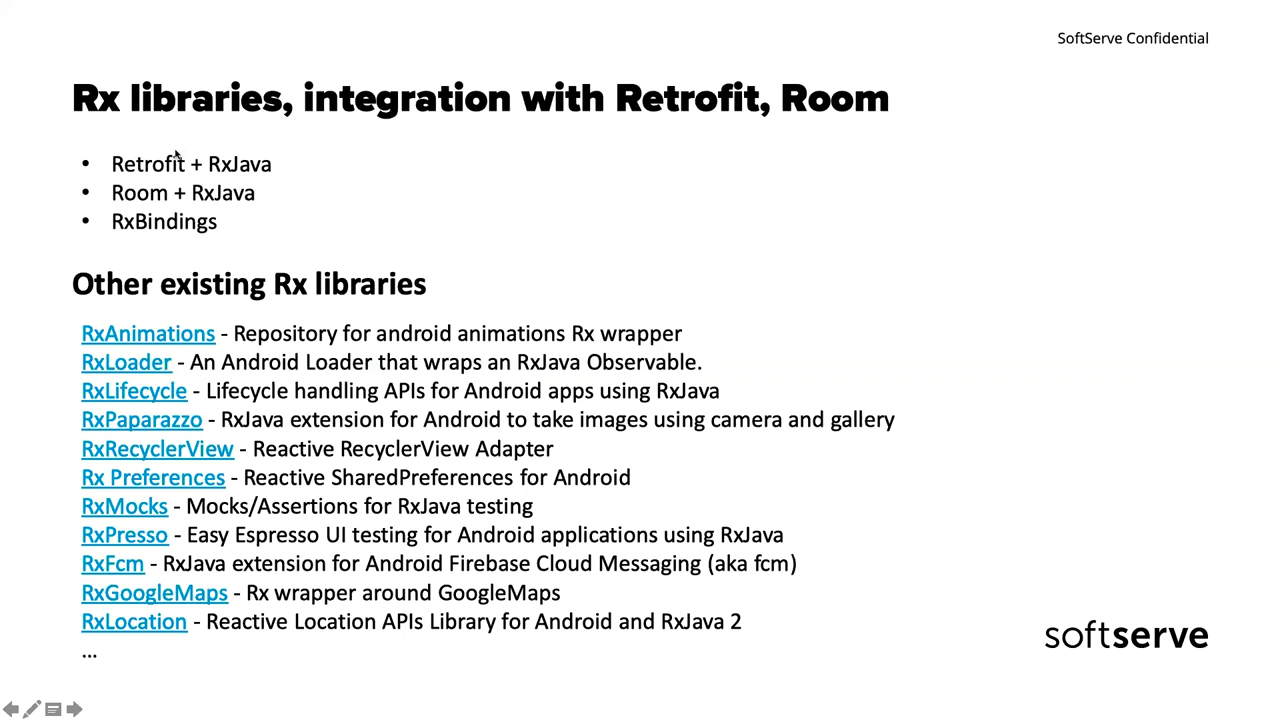 SoftServe Confidential
Rx libraries, integration with Retrofit, Room
• Retrofit + RxJava
• Room + RxJava
• RxBindings
Other existing Rx libraries
RxAnimations - Repository for android animations Rx wrapper
RxLoader - An Android Loader that wraps an RxJava Observable.
RxLifecycle - Lifecycle handling APIs for Android apps using RxJava
RxPaparazzo - RxJava extension for Android to take images using camera and gallery
RxRecyclerView - Reactive RecyclerView Adapter
Rx Preferences - Reactive SharedPreferences for Android
RxMocks - Mocks/Assertions for RxJava testing
RxPresso - Easy Espresso UI testing for Android applications using RxJava
RxFcm - RxJava extension for Android Firebase Cloud Messaging (aka fcm)
RxGoogleMaps - Rx wrapper around GoogleMaps
RxLocation - Reactive Location APIs Library for Android and RxJava 2
...
softserve